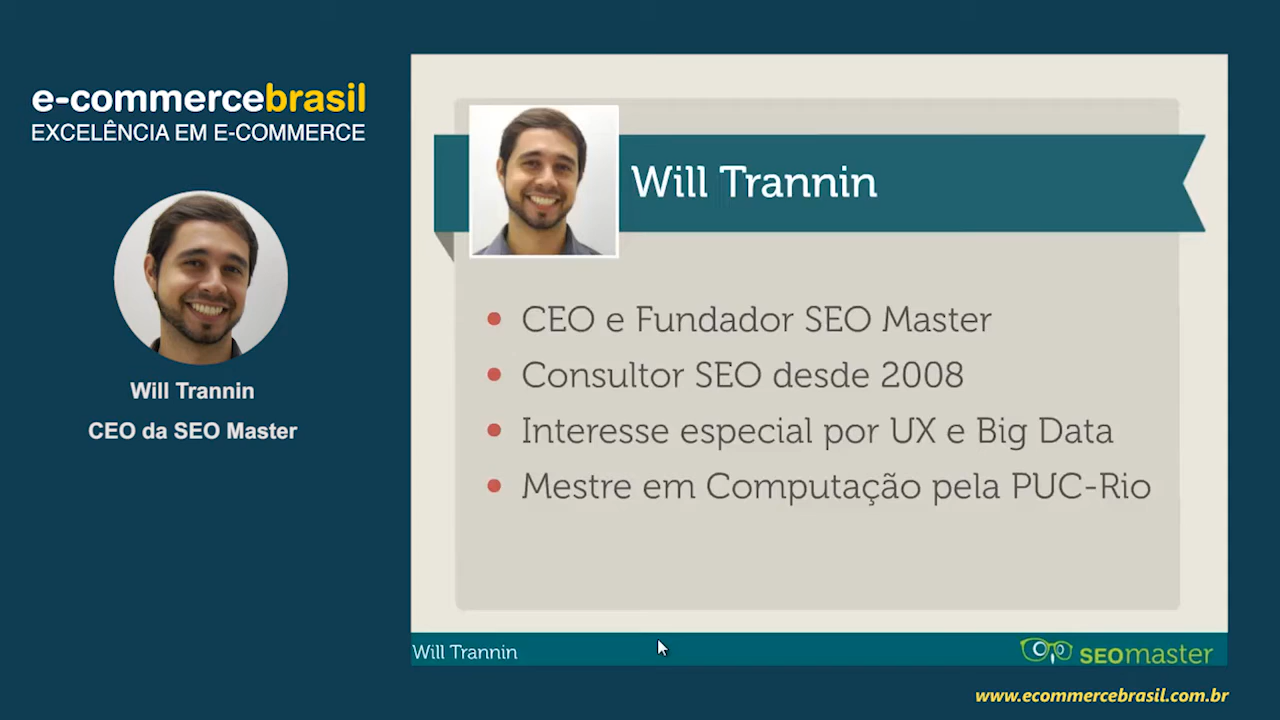 e-commercebrasil
EXCELÊNCIA EM E-COMMERCE
Will Trannin
CEO da SEO Master
Will Trannin
CEO e Fundador SEO Master
Consultor SEO desde 2008
Interesse especial por UX e Big Data
Mestre em Computação pela PUC-Rio
Will Trannin
SEOmaster
www.ecommercebrasil.com.br